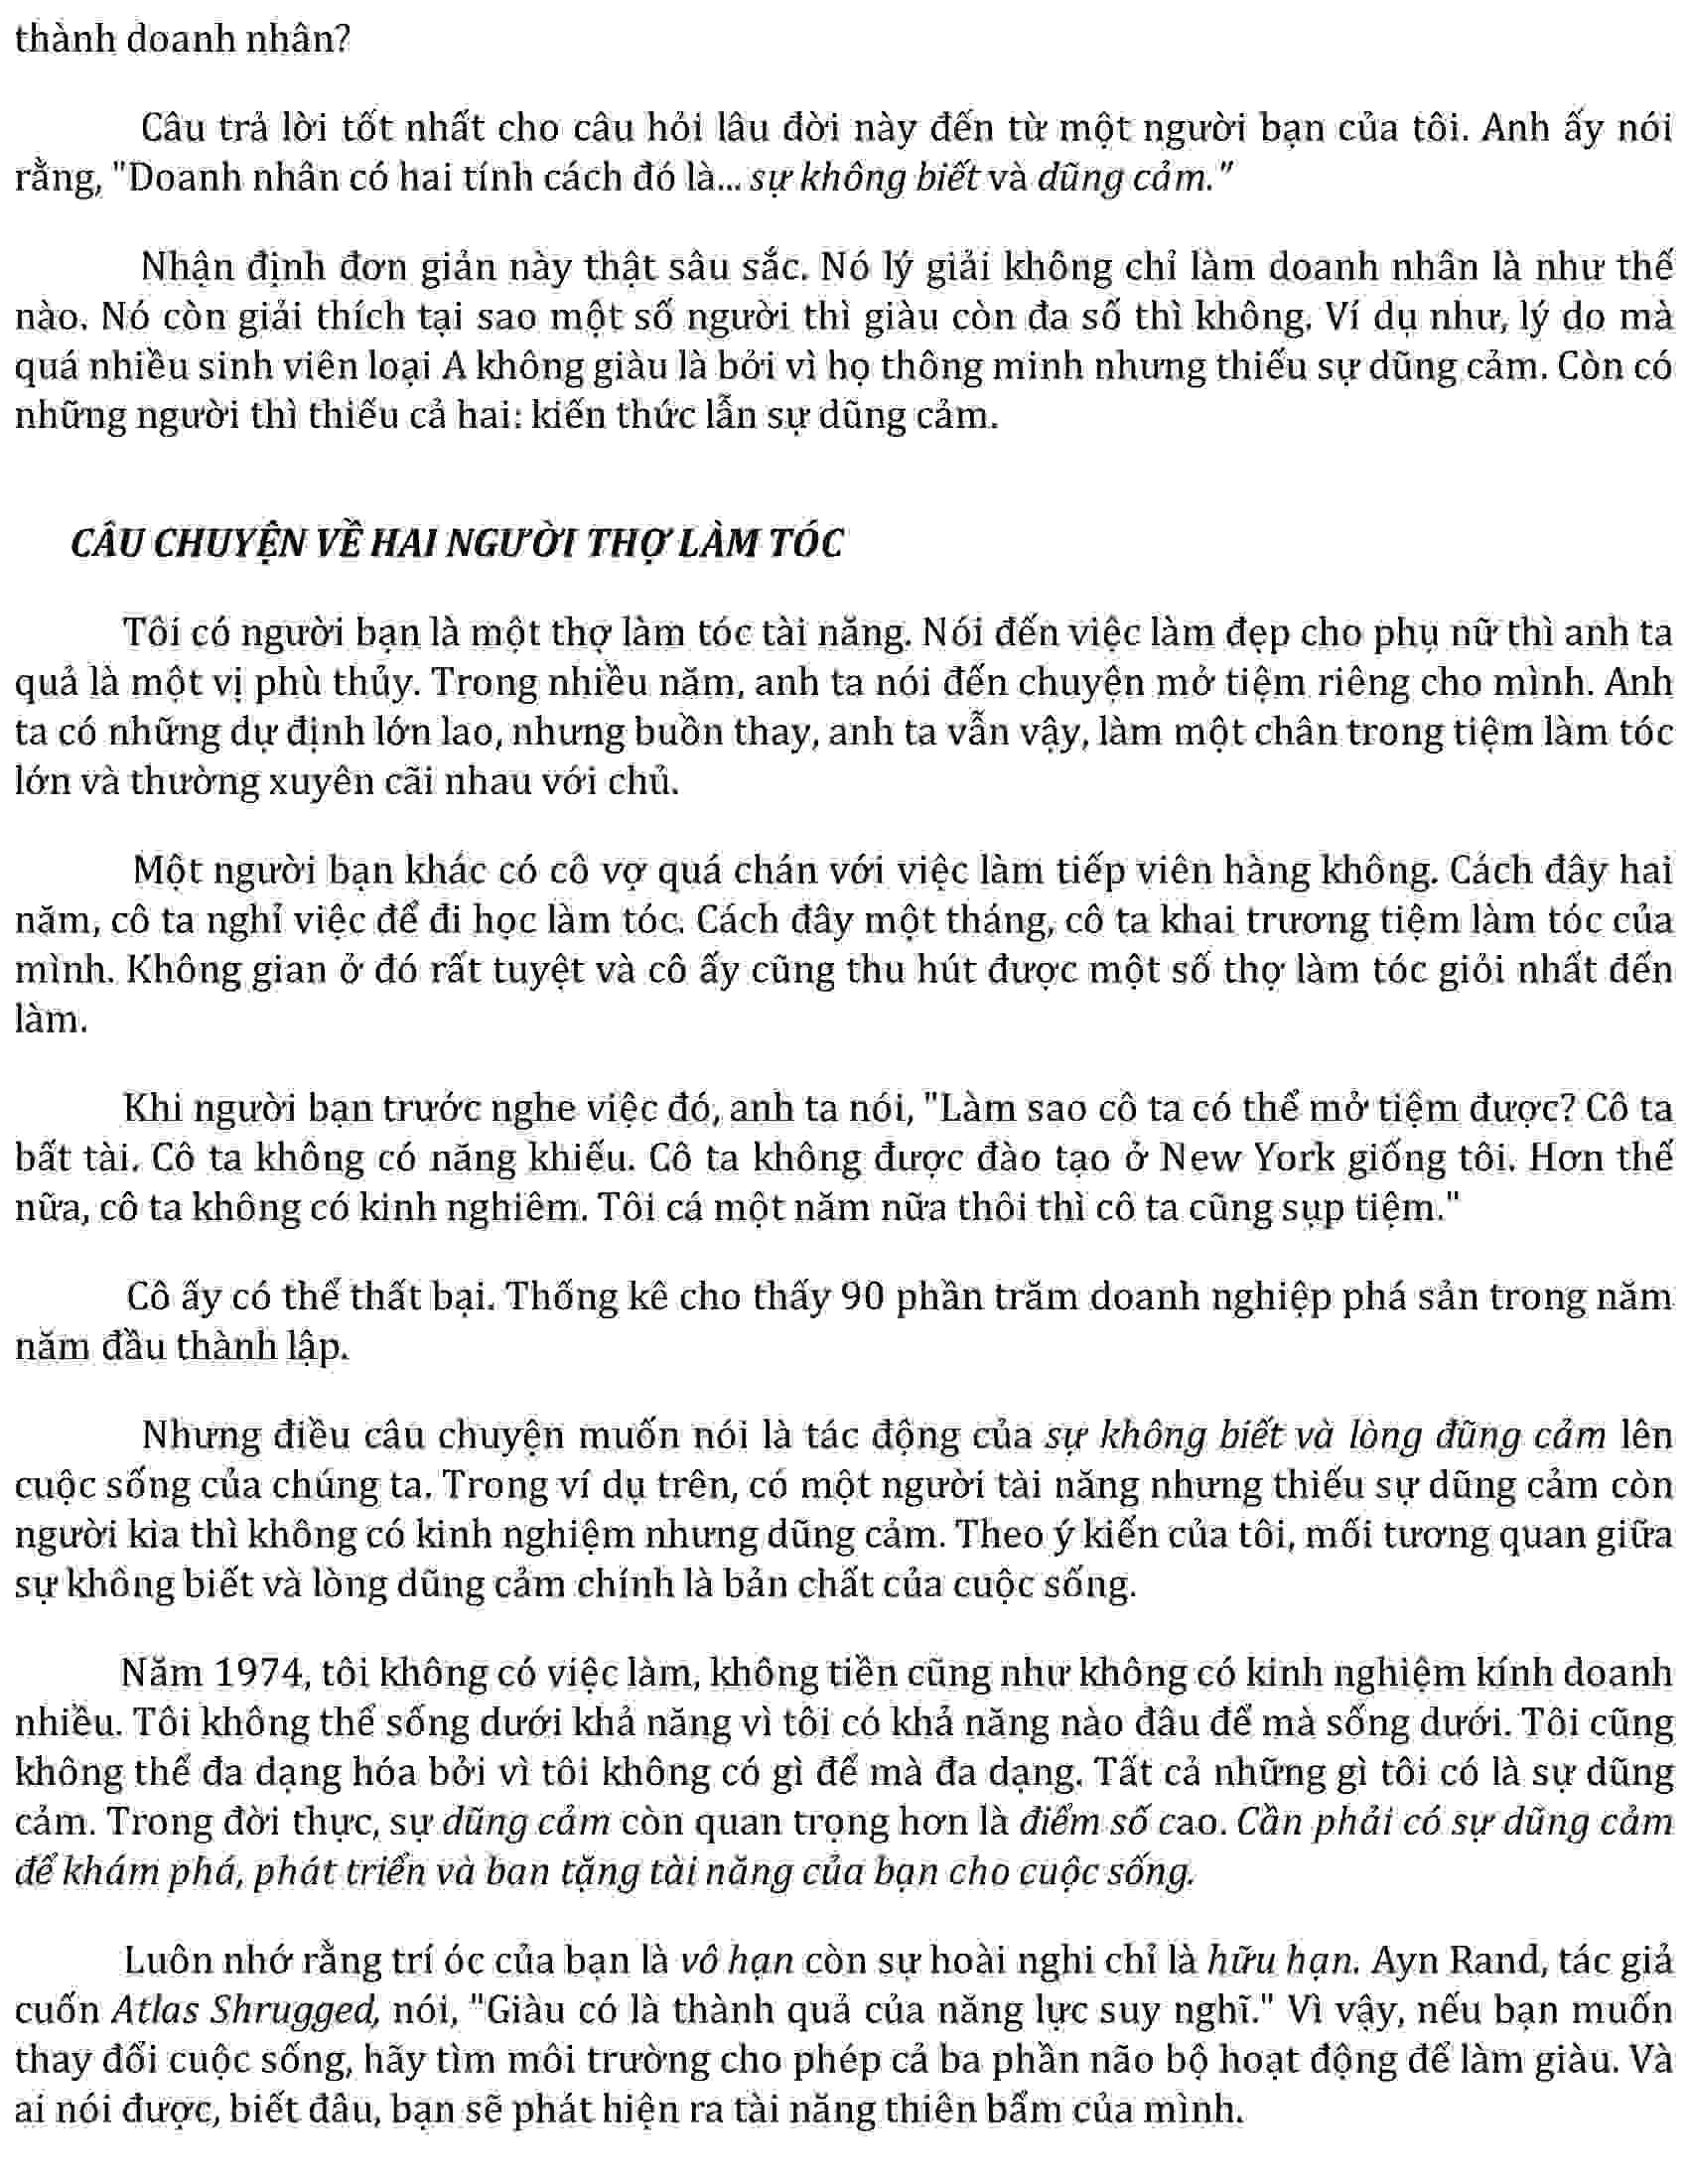 thành doanh nhân?
Câu trả lời tốt nhất cho câu hỏi lâu đời này đến từ một người bạn của tôi. Anh ấy nói
rằng, "Doanh nhân có hai tính cách đó là... sự không biết và dũng cảm."
Nhận định đơn giản này thật sâu sắc. Nó lý giải không chỉ làm doanh nhân là như thế
nào. Nó còn giải thích tại sao một số người thì giàu còn đa số thì không. Ví dụ như, lý do mà
quá nhiều sinh viên loại A không giàu là bởi vì họ thông minh nhưng thiếu sự dũng cảm. Còn có
những người thì thiếu cả hai: kiến thức lẫn sự dũng cảm.
CÂU CHUYỆN VỀ HAI NGƯỜI THỢ LÀM TÓC
Tôi có người bạn là một thợ làm tóc tài năng. Nói đến việc làm đẹp cho phụ nữ thì anh ta
quả là một vị phù thủy. Trong nhiều năm, anh ta nói đến chuyện mở tiệm riêng cho mình. Anh
ta có những dự định lớn lao, nhưng buồn thay, anh ta vẫn vậy, làm một chân trong tiệm làm tóc
lớn và thường xuyên cãi nhau với chủ.
Một người bạn khác có cô vợ quá chán với việc làm tiếp viên hàng không. Cách đây hai
năm, cô ta nghỉ việc để đi học làm tóc. Cách đây một tháng, cô ta khai trương tiệm làm tóc của
mình. Không gian ở đó rất tuyệt và cô ấy cũng thu hút được một số thợ làm tóc giỏi nhất đến
làm.
Khi người bạn trước nghe việc đó, anh ta nói, "Làm sao cô ta có thể mở tiệm được? Cô ta
bất tài. Cô ta không có năng khiếu. Cô ta không được đào tạo ở New York giống tôi. Hơn thế
nữa, cô ta không có kinh nghiêm. Tôi cá một năm nữa thôi thì cô ta cũng sụp tiệm."
Cô ấy có thể thất bại. Thống kê cho thấy 90 phần trăm doanh nghiệp phá sản trong năm
năm đầu thành lập.
Nhưng điều câu chuyện muốn nói là tác động của sự không biết và lòng đũng cảm lên
cuộc sống của chúng ta. Trong ví dụ trên, có một người tài năng nhưng thiếu sự dũng cảm còn
người kia thì không có kinh nghiệm nhưng dũng cảm. Theo ý kiến của tôi, mối tương quan giữa
sự không biết và lòng dũng cảm chính là bản chất của cuộc sống.
Năm 1974, tôi không có việc làm, không tiền cũng như không có kinh nghiệm kính doanh
nhiều. Tôi không thể sống dưới khả năng vì tôi có khả năng nào đâu để mà sống dưới. Tôi cũng
không thể đa dạng hóa bởi vì tôi không có gì để mà đa dạng. Tất cả những gì tôi có là sự dũng
cảm. Trong đời thực, sự dũng cảm còn quan trọng hơn là điểm số cao. Cần phải có sự dũng cảm
để khám phá, phát triển và ban tặng tài năng của bạn cho cuộc sống.
Luôn nhớ rằng trí óc của bạn là vô hạn còn sự hoài nghi chỉ là hữu hạn. Ayn Rand, tác giả
cuốn Atlas Shrugged, nói, "Giàu có là thành quả của năng lực suy nghĩ." Vì vậy, nếu bạn muốn
thay đổi cuộc sống, hãy tìm môi trường cho phép cả ba phần não bộ hoạt động để làm giàu. Và
ai nói được, biết đâu, bạn sẽ phát hiện ra tài năng thiên bẩm của mình.